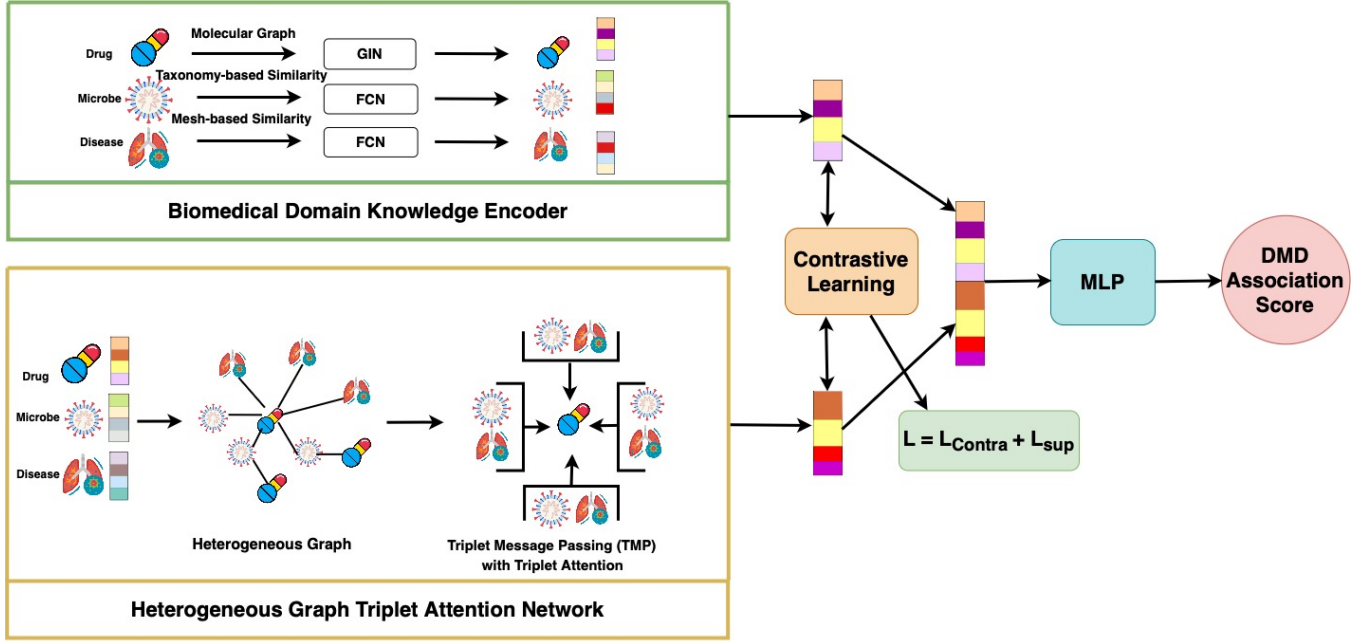 Drug
Molecular Graph
GIN
Microbe
Taxonomy-based Similarity
FCN
Disease
Mesh-based Similarity
FCN
Biomedical Domain Knowledge Encoder
Drug
Microbe
Disease
Heterogeneous Graph
Triplet Message Passing (TMP)
with Triplet Attention
Heterogeneous Graph Triplet Attention Network
Contrastive
Learning
L = LContra + Lsup
MLP
DMD
Association
Score